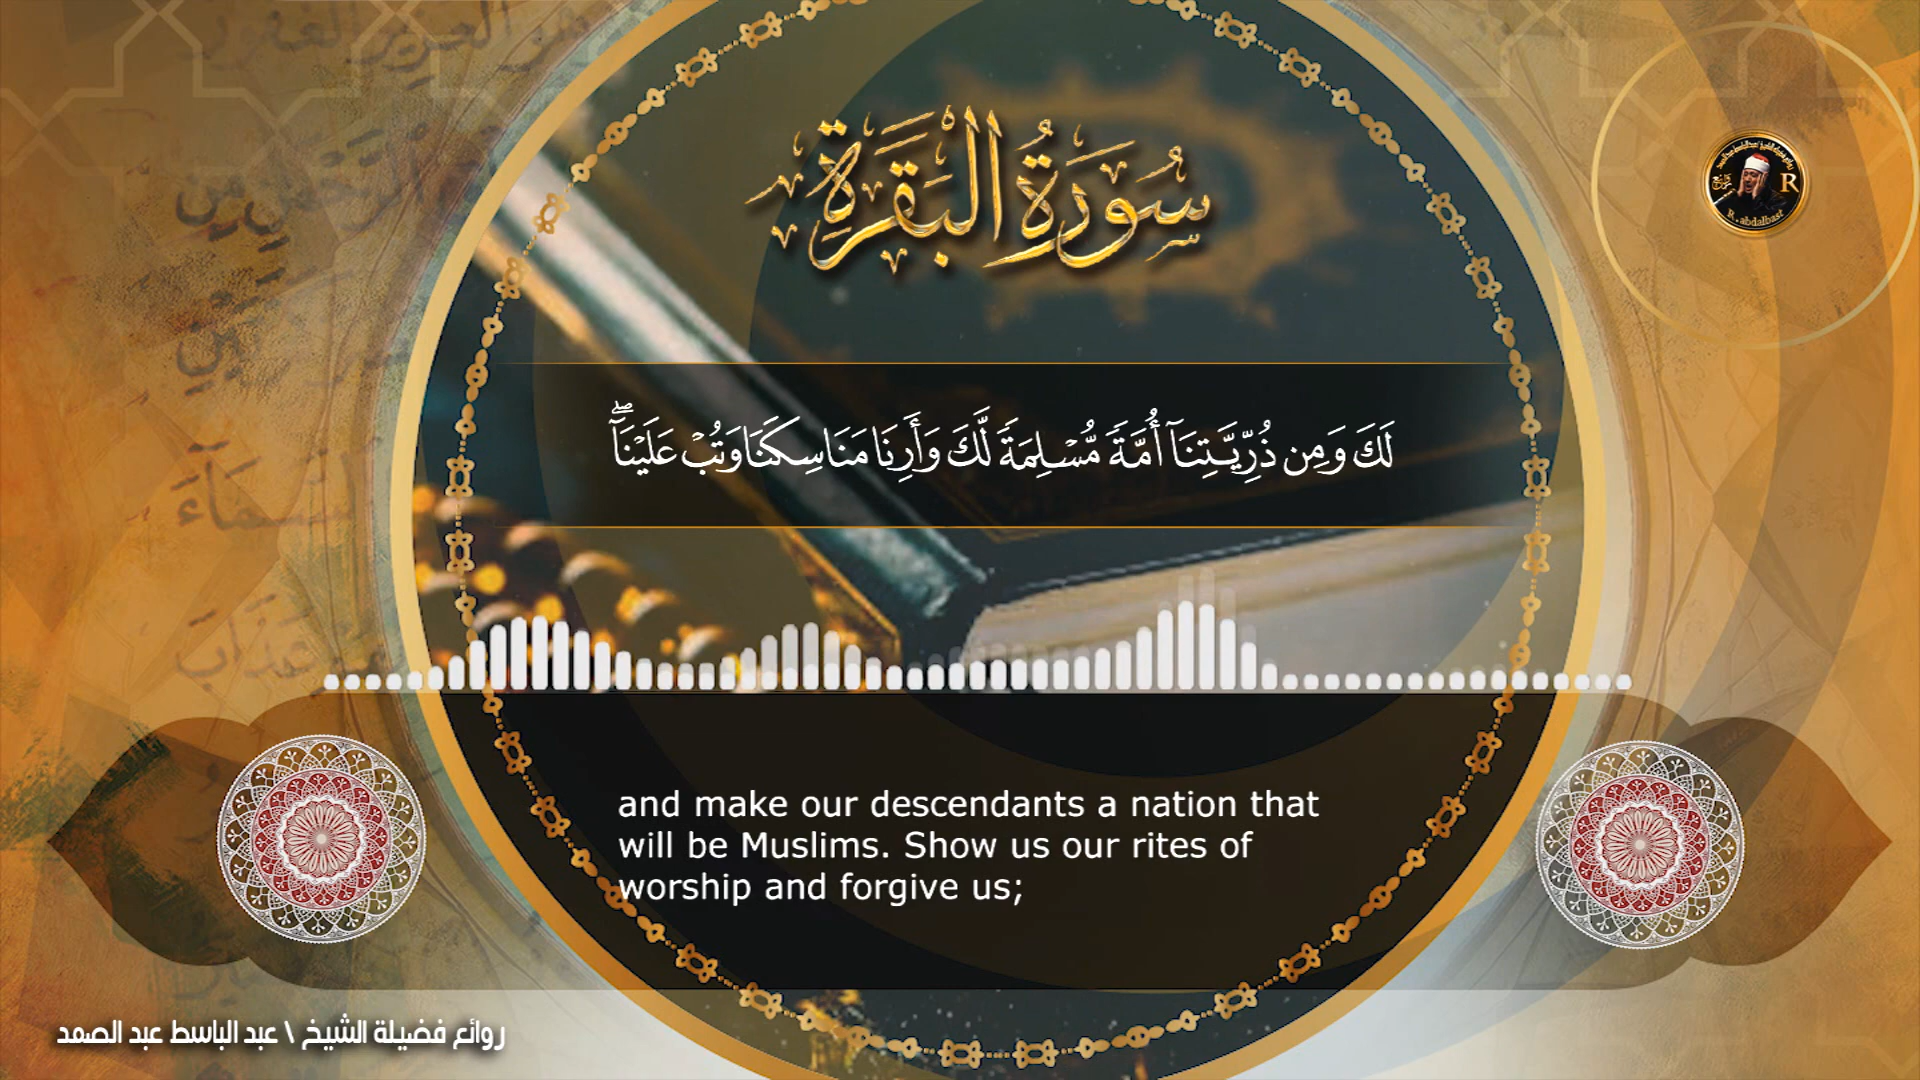 سُورَةُ البَقَرَةِ
R
R.abdalbast
لَكَ وَمِن ذُرِّيَّتِنَآ أُمَّةً مُّسْلِمَةً لَّكَ وَأَرِنَا مَنَاسِكَنَا وَتُبْ عَلَيْنَآۖ
and make our descendants a nation that
will be Muslims. Show us our rites of
worship and forgive us;
روائع فضيلة الشيخ \ عبد الباسط عبد الصمد